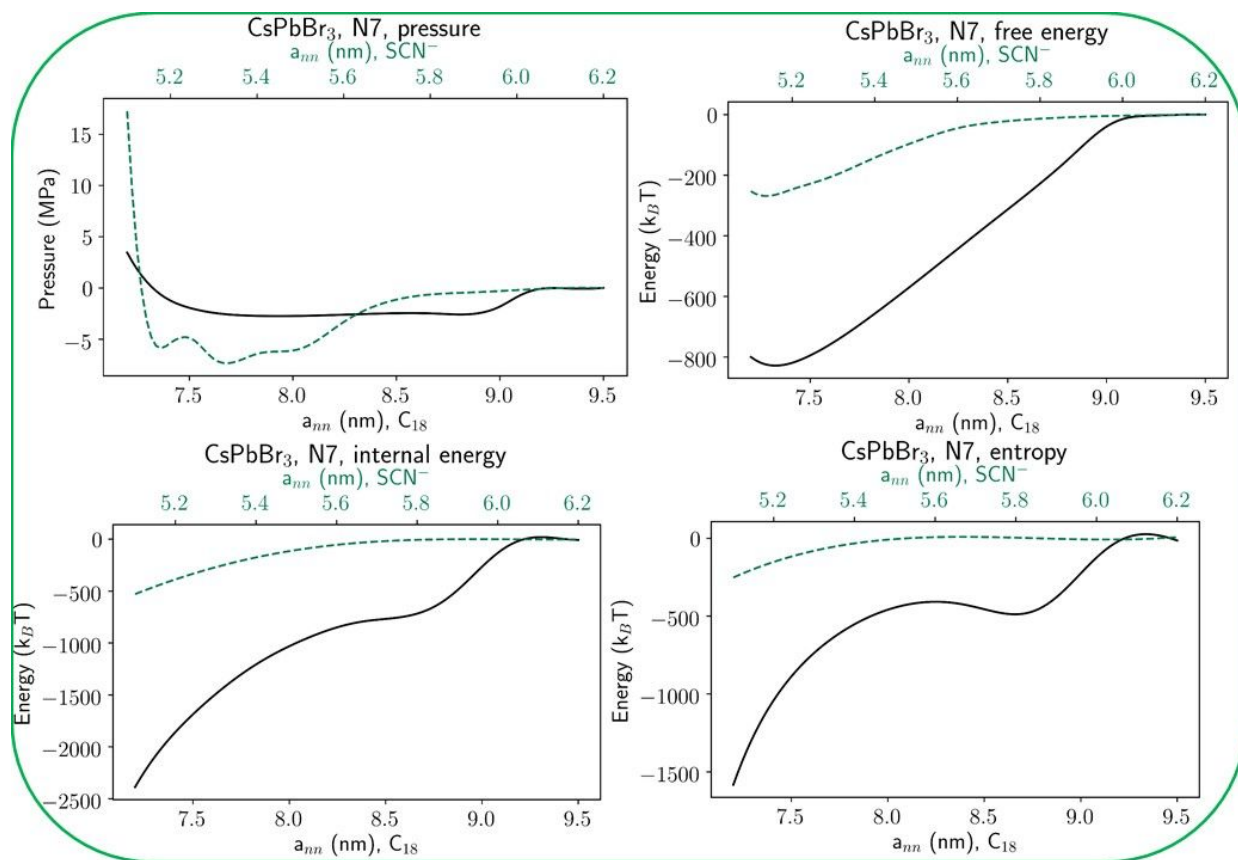 CsPbBr₃, N7, pressure
aₙₙ (nm), SCN⁻
5.2 5.4 5.6 5.8 6.0 6.2
Pressure (MPa)
15
10
5
0
−5
7.5 8.0 8.5 9.0 9.5
aₙₙ (nm), C₁₈
CsPbBr₃, N7, free energy
aₙₙ (nm), SCN⁻
5.2 5.4 5.6 5.8 6.0 6.2
Energy (k_BT)
0
−200
−400
−600
−800
7.5 8.0 8.5 9.0 9.5
aₙₙ (nm), C₁₈
CsPbBr₃, N7, internal energy
aₙₙ (nm), SCN⁻
5.2 5.4 5.6 5.8 6.0 6.2
Energy (k_BT)
0
−500
−1000
−1500
−2000
−2500
7.5 8.0 8.5 9.0 9.5
aₙₙ (nm), C₁₈
CsPbBr₃, N7, entropy
aₙₙ (nm), SCN⁻
5.2 5.4 5.6 5.8 6.0 6.2
Energy (k_BT)
0
−500
−1000
−1500
7.5 8.0 8.5 9.0 9.5
aₙₙ (nm), C₁₈